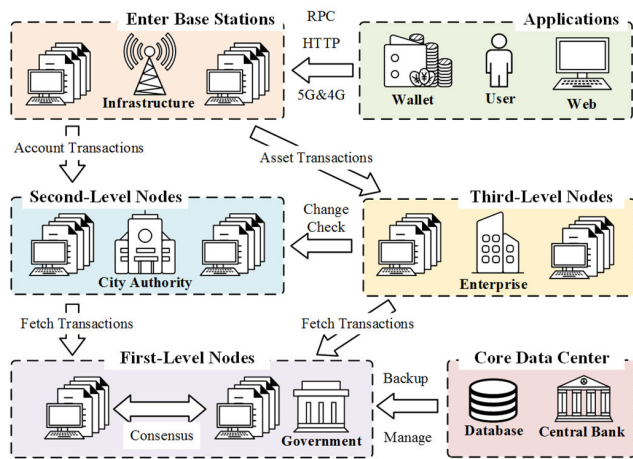 Enter Base Stations
RPC
HTTP
5G&4G
Applications
Infrastructure
Wallet
User
Web
Account Transactions
Asset Transactions
Second-Level Nodes
Change
Check
Third-Level Nodes
City Authority
Enterprise
Fetch Transactions
Fetch Transactions
First-Level Nodes
Core Data Center
Consensus
Government
Backup
Manage
Database
Central Bank